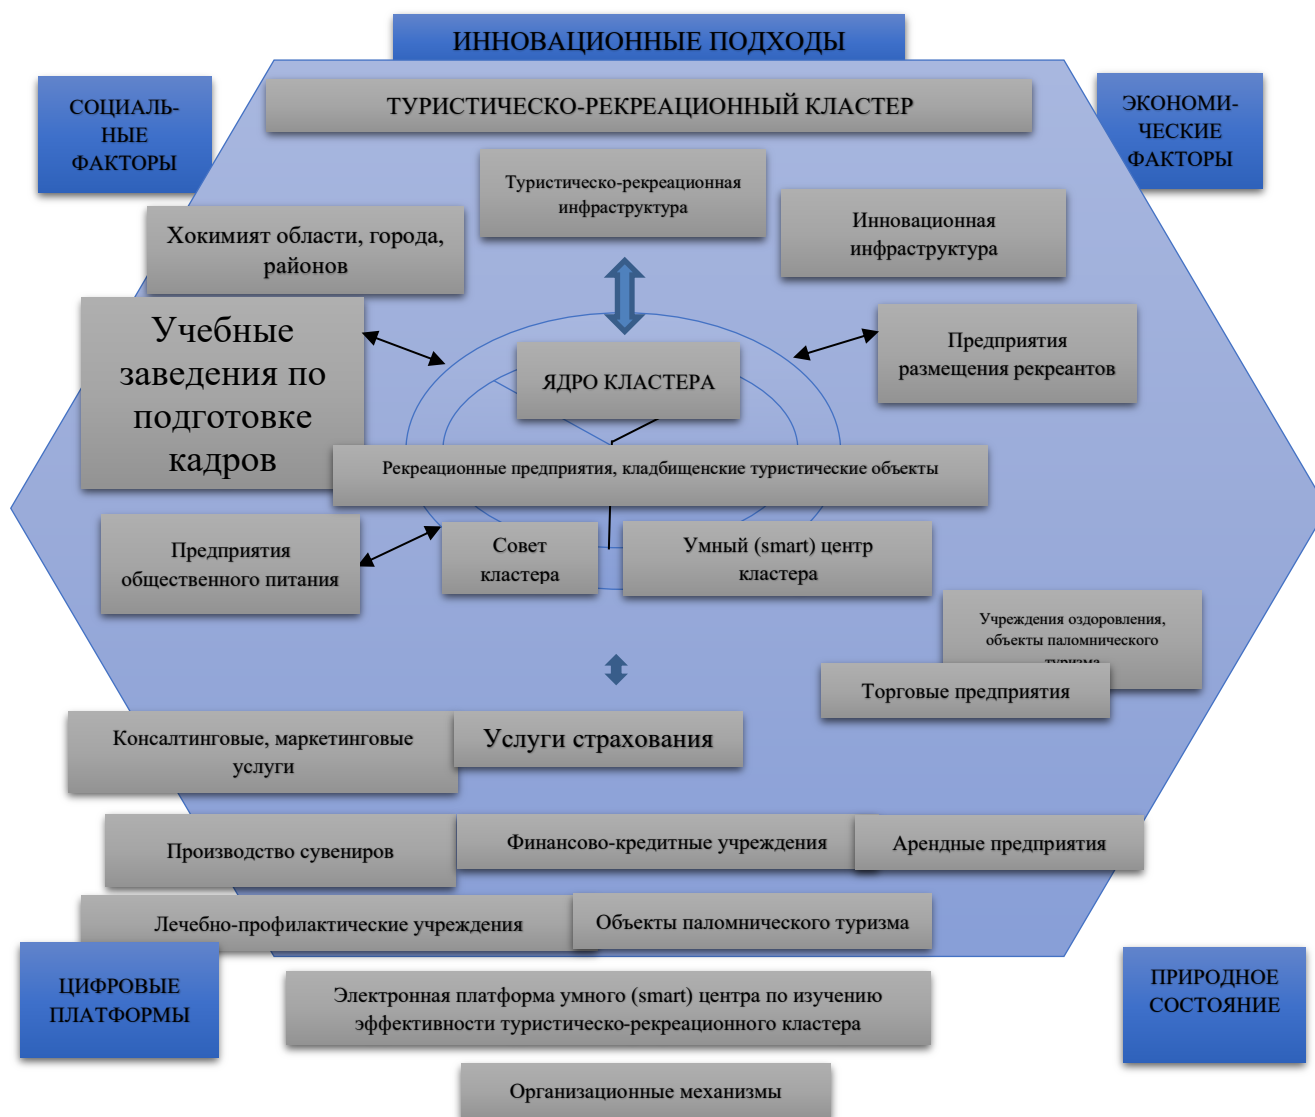 ИННОВАЦИОННЫЕ ПОДХОДЫ
СОЦИАЛЬ-
НЫЕ
ФАКТОРЫ
ТУРИСТИЧЕСКО-РЕКРЕАЦИОННЫЙ КЛАСТЕР
ЭКОНОМИ-
ЧЕСКИЕ
ФАКТОРЫ
Туристическо-рекреационная
инфраструктура
Хокимият области, города,
районов
Инновационная
инфраструктура
Учебные
заведения по
подготовке
кадров
ЯДРО КЛАСТЕРА
Предприятия
размещения рекреантов
Рекреационные предприятия, кладбищенские туристические объекты
Предприятия
общественного питания
Совет
кластера
Умный (smart) центр
кластера
Учреждения оздоровления,
объекты паломнического
туризма
Торговые предприятия
Консалтинговые, маркетинговые
услуги
Услуги страхования
Производство сувениров
Финансово-кредитные учреждения
Арендные предприятия
Лечебно-профилактические учреждения
Объекты паломнического туризма
ЦИФРОВЫЕ
ПЛАТФОРМЫ
Электронная платформа умного (smart) центра по изучению
эффективности туристическо-рекреационного кластера
ПРИРОДНОЕ
СОСТОЯНИЕ
Организационные механизмы